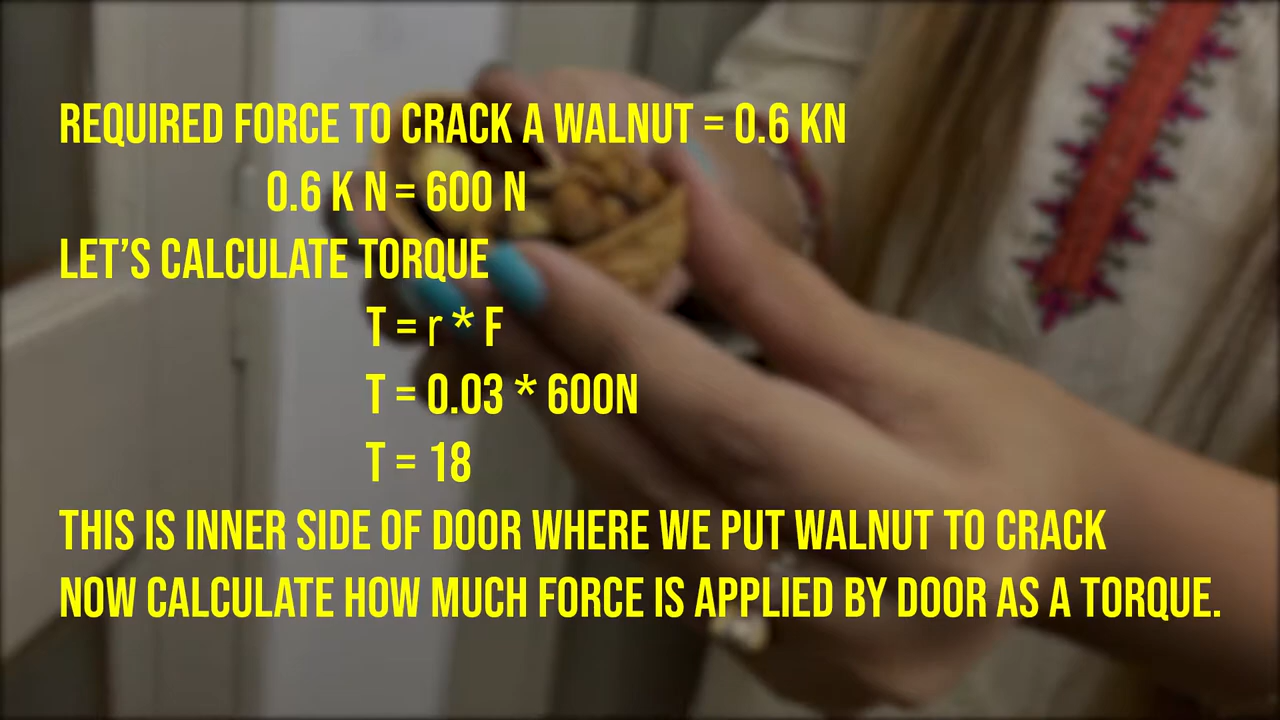 REQUIRED FORCE TO CRACK A WALNUT = 0.6 KN
0.6 K N = 600 N
LET'S CALCULATE TORQUE
T = r * F
T = 0.03 * 600N
T = 18
THIS IS INNER SIDE OF DOOR WHERE WE PUT WALNUT TO CRACK
NOW CALCULATE HOW MUCH FORCE IS APPLIED BY DOOR AS A TORQUE.